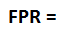 FPR =